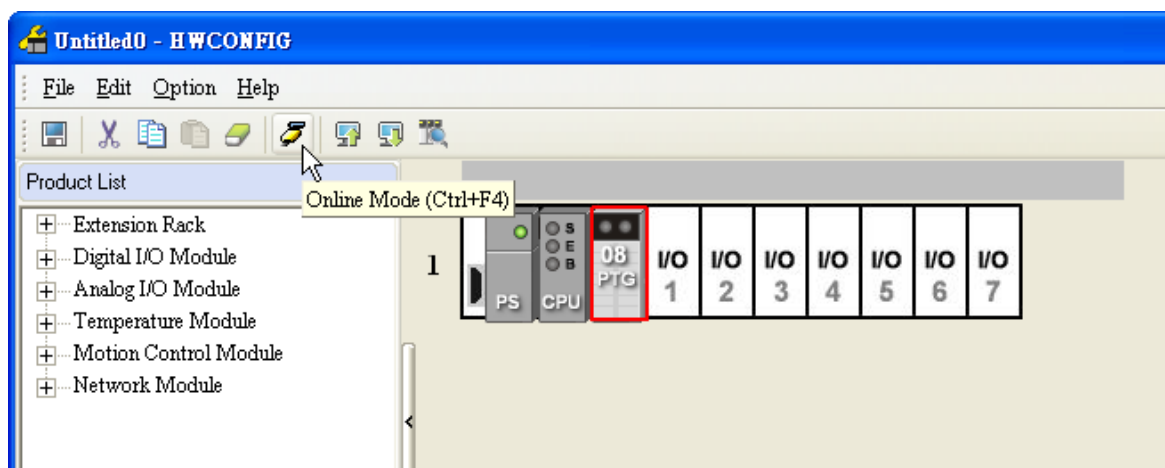 Untitled0 - HWCONFIG
File Edit Option Help
Product List
Online Mode (Ctrl+F4)
Extension Rack
Digital I/O Module
Analog I/O Module
Temperature Module
Motion Control Module
Network Module
1
PS
S
E
B
CPU
08
PTG
I/O I/O I/O I/O I/O I/O I/O
1 2 3 4 5 6 7